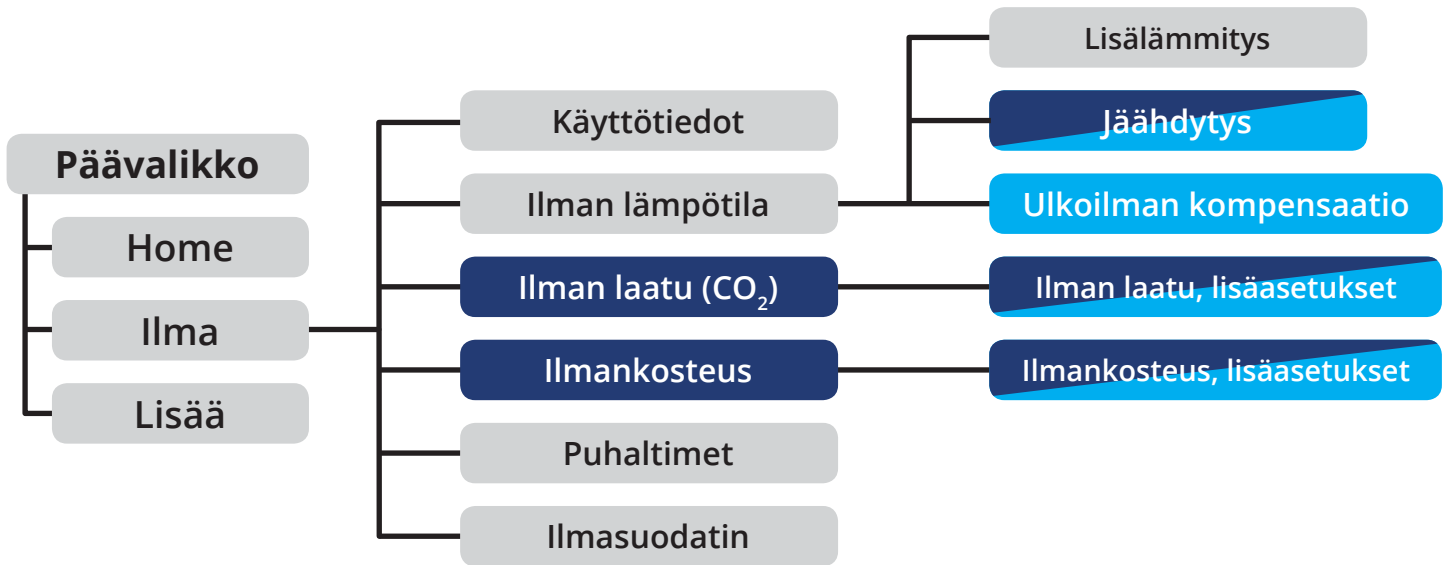 Päävalikko
Home
Ilma
Lisää
Käyttötiedot
Ilman lämpötila
Ilman laatu (CO₂)
Ilmankosteus
Puhaltimet
Ilmasuodatin
Lisälämmitys
Jäähdytys
Ulkoilman kompensaatio
Ilman laatu, lisäasetukset
Ilmankosteus, lisäasetukset